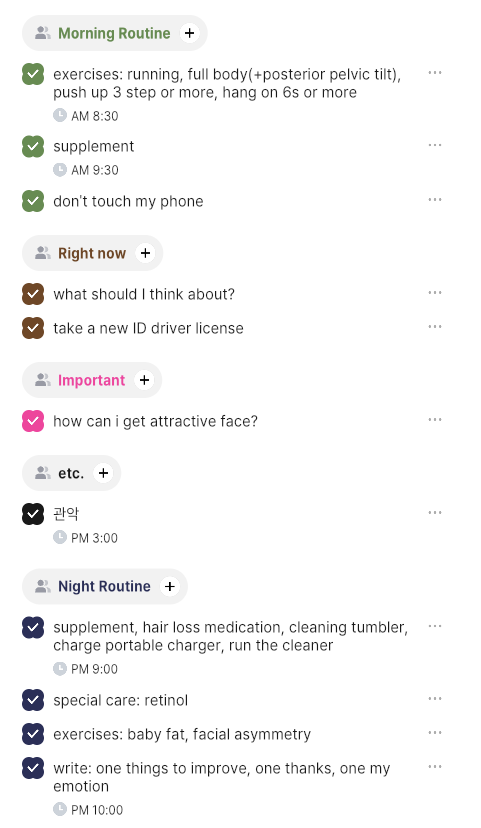 Morning Routine +
exercises: running, full body(+posterior pelvic tilt),
push up 3 step or more, hang on 6s or more
AM 8:30
supplement
AM 9:30
don't touch my phone
Right now +
what should I think about?
take a new ID driver license
Important +
how can i get attractive face?
etc. +
관악
PM 3:00
Night Routine +
supplement, hair loss medication, cleaning tumbler,
charge portable charger, run the cleaner
PM 9:00
special care: retinol
exercises: baby fat, facial asymmetry
write: one things to improve, one thanks, one my
emotion
PM 10:00